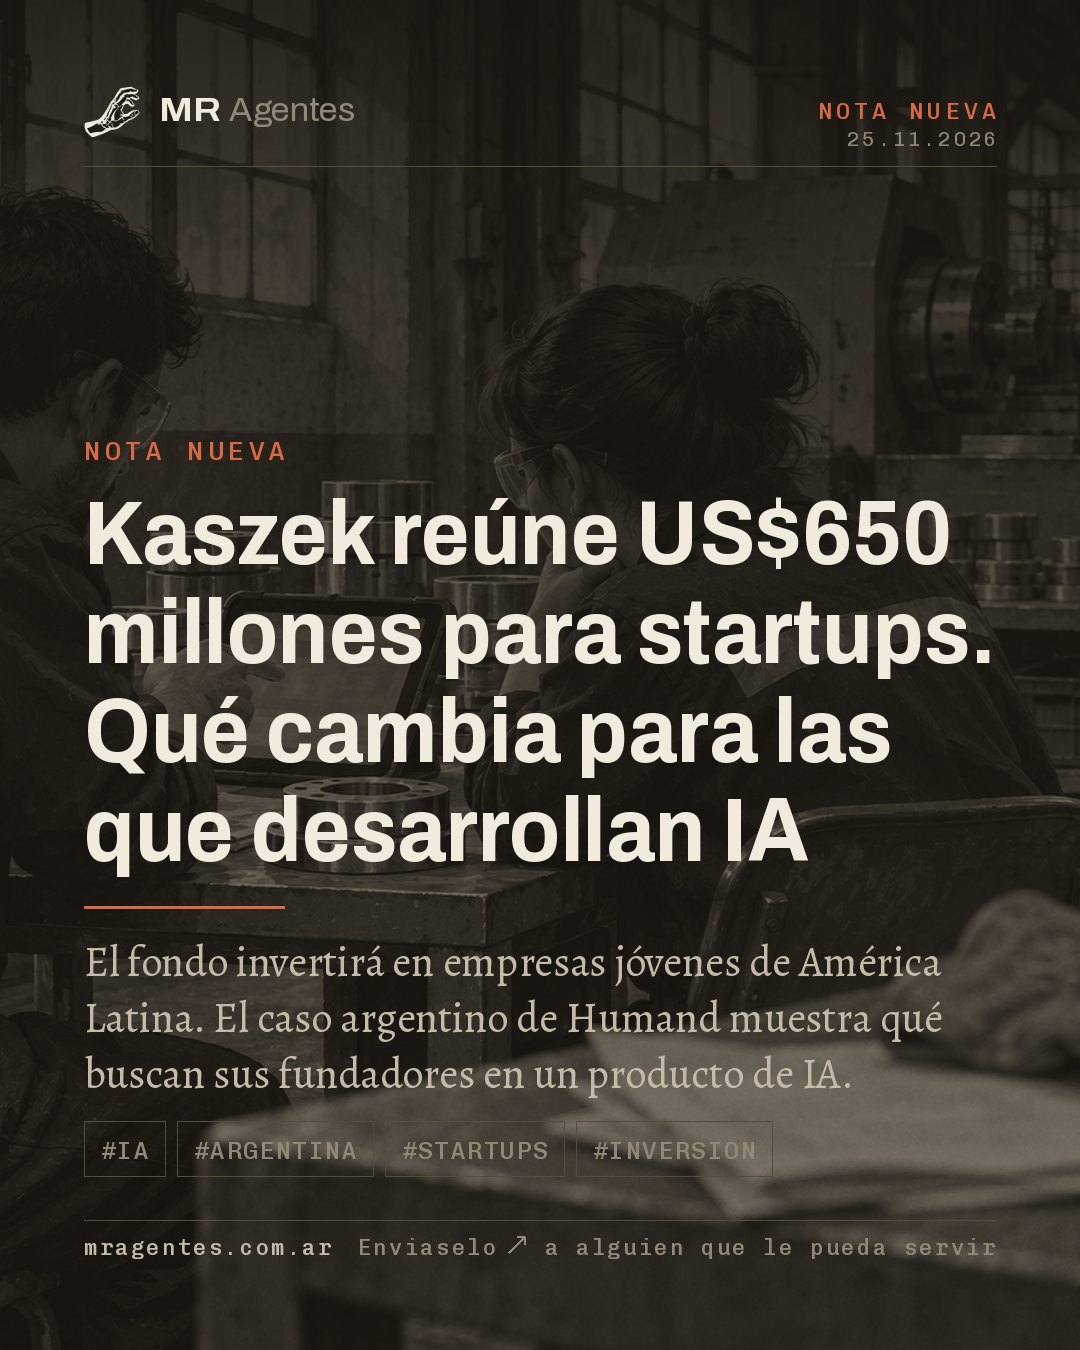 MR Agentes
NOTA NUEVA
25.11.2026
NOTA NUEVA
Kaszek reúne US$650
millones para startups.
Qué cambia para las
que desarrollan IA
El fondo invertirá en empresas jóvenes de América
Latina. El caso argentino de Humand muestra qué
buscan sus fundadores en un producto de IA.
#IA #ARGENTINA #STARTUPS #INVERSION
mragentes.com.ar Enviaselo ↗ a alguien que le pueda servir